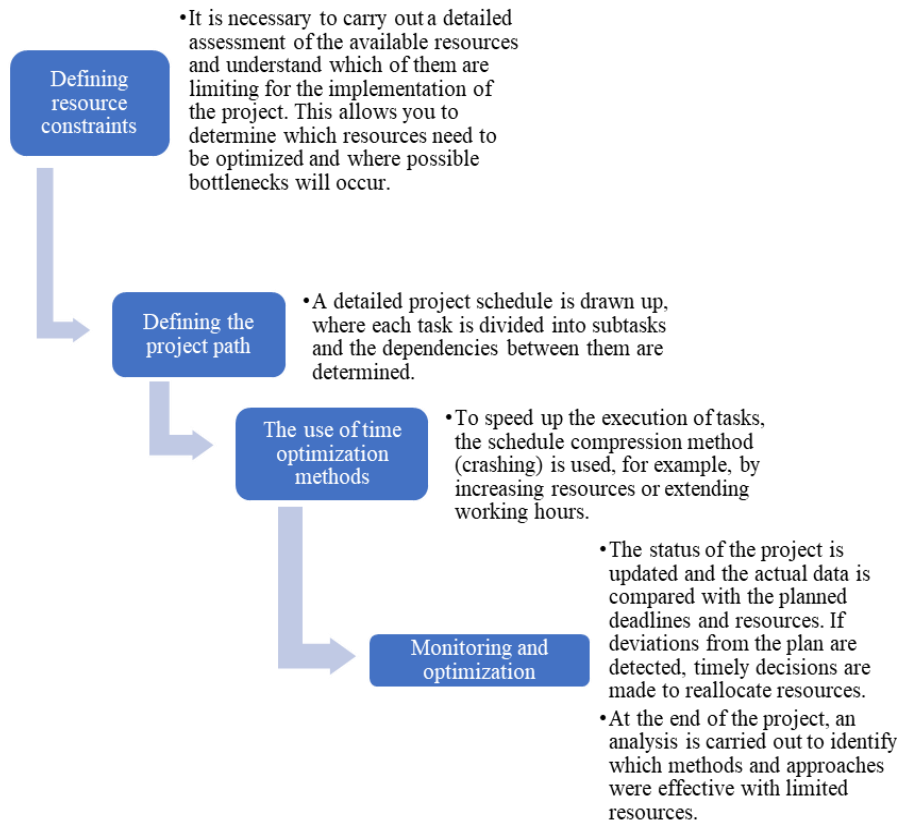 Defining
resource
constraints
•It is necessary to carry out a detailed
assessment of the available resources
and understand which of them are
limiting for the implementation of
the project. This allows you to
determine which resources need to
be optimized and where possible
bottlenecks will occur.
Defining the
project path
•A detailed project schedule is drawn up,
where each task is divided into subtasks
and the dependencies between them are
determined.
The use of time
optimization
methods
•To speed up the execution of tasks,
the schedule compression method
(crashing) is used, for example, by
increasing resources or extending
working hours.
Monitoring and
optimization
•The status of the project is
updated and the actual data is
compared with the planned
deadlines and resources. If
deviations from the plan are
detected, timely decisions are
made to reallocate resources.
•At the end of the project, an
analysis is carried out to identify
which methods and approaches
were effective with limited
resources.